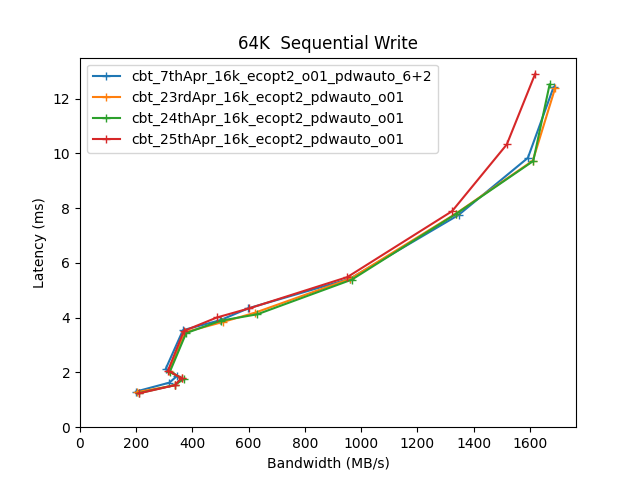 64K  Sequential Write
cbt_7thApr_16k_ecopt2_o01_pdwauto_6+2
cbt_23rdApr_16k_ecopt2_pdwauto_o01
cbt_24thApr_16k_ecopt2_pdwauto_o01
cbt_25thApr_16k_ecopt2_pdwauto_o01
Latency (ms)
12
10
8
6
4
2
0
0 200 400 600 800 1000 1200 1400 1600
Bandwidth (MB/s)